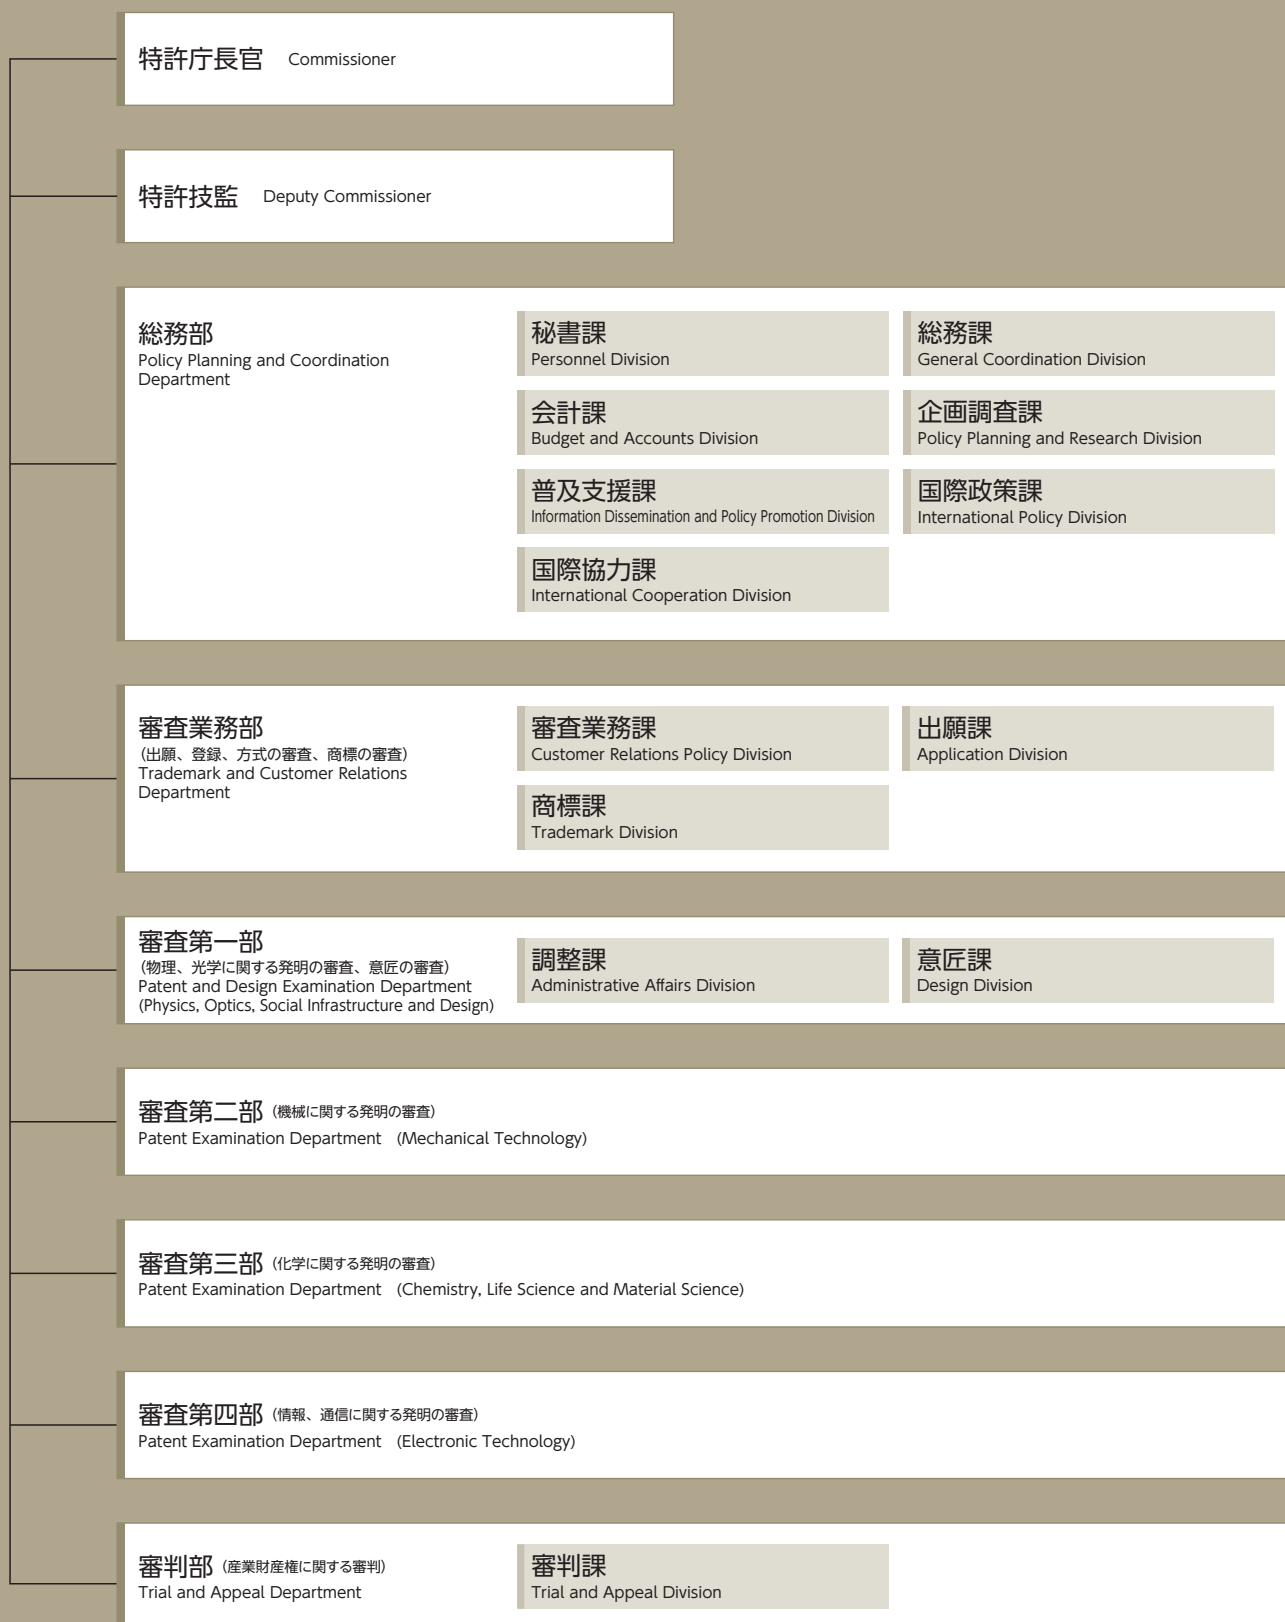 特許庁長官 Commissioner
特許技監 Deputy Commissioner
総務部
Policy Planning and Coordination
Department
秘書課
Personnel Division
総務課
General Coordination Division
会計課
Budget and Accounts Division
企画調査課
Policy Planning and Research Division
普及支援課
Information Dissemination and Policy Promotion Division
国際政策課
International Policy Division
国際協力課
International Cooperation Division
審査業務部
(出願、登録、方式の審査、商標の審査)
Trademark and Customer Relations
Department
審査業務課
Customer Relations Policy Division
出願課
Application Division
商標課
Trademark Division
審査第一部
(物理、光学に関する発明の審査、意匠の審査)
Patent and Design Examination Department
(Physics, Optics, Social Infrastructure and Design)
調整課
Administrative Affairs Division
意匠課
Design Division
審査第二部 (機械に関する発明の審査)
Patent Examination Department (Mechanical Technology)
審査第三部 (化学に関する発明の審査)
Patent Examination Department (Chemistry, Life Science and Material Science)
審査第四部 (情報、通信に関する発明の審査)
Patent Examination Department (Electronic Technology)
審判部 (産業財産権に関する審判)
Trial and Appeal Department
審判課
Trial and Appeal Division